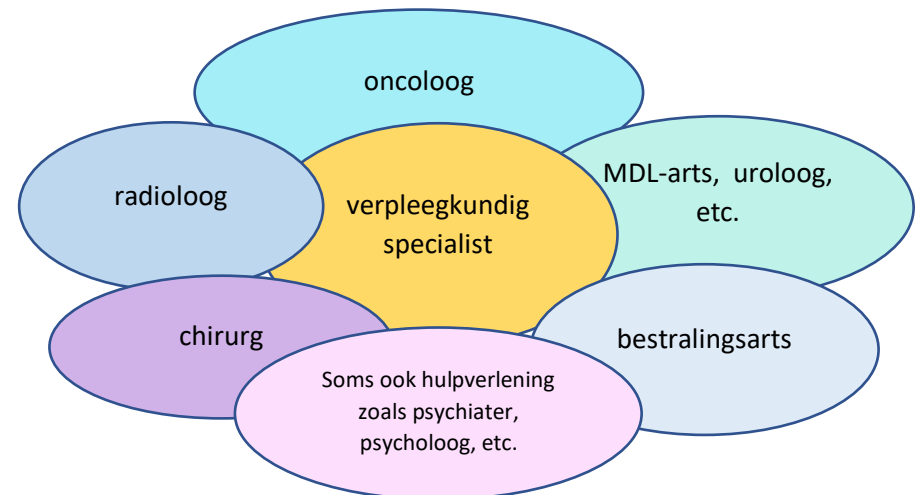 oncoloog
MDL-arts, uroloog,
etc.
radioloog
verpleegkundig
specialist
chirurg
bestralingsarts
Soms ook hulpverlening
zoals psychiater,
psycholoog, etc.